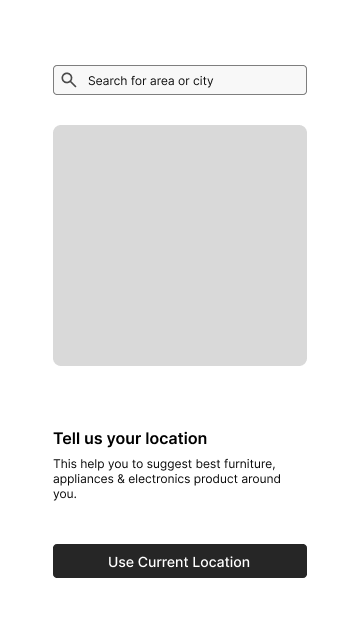 Search for area or city
Tell us your location
This help you to suggest best furniture,
appliances & electronics product around
you.
Use Current Location